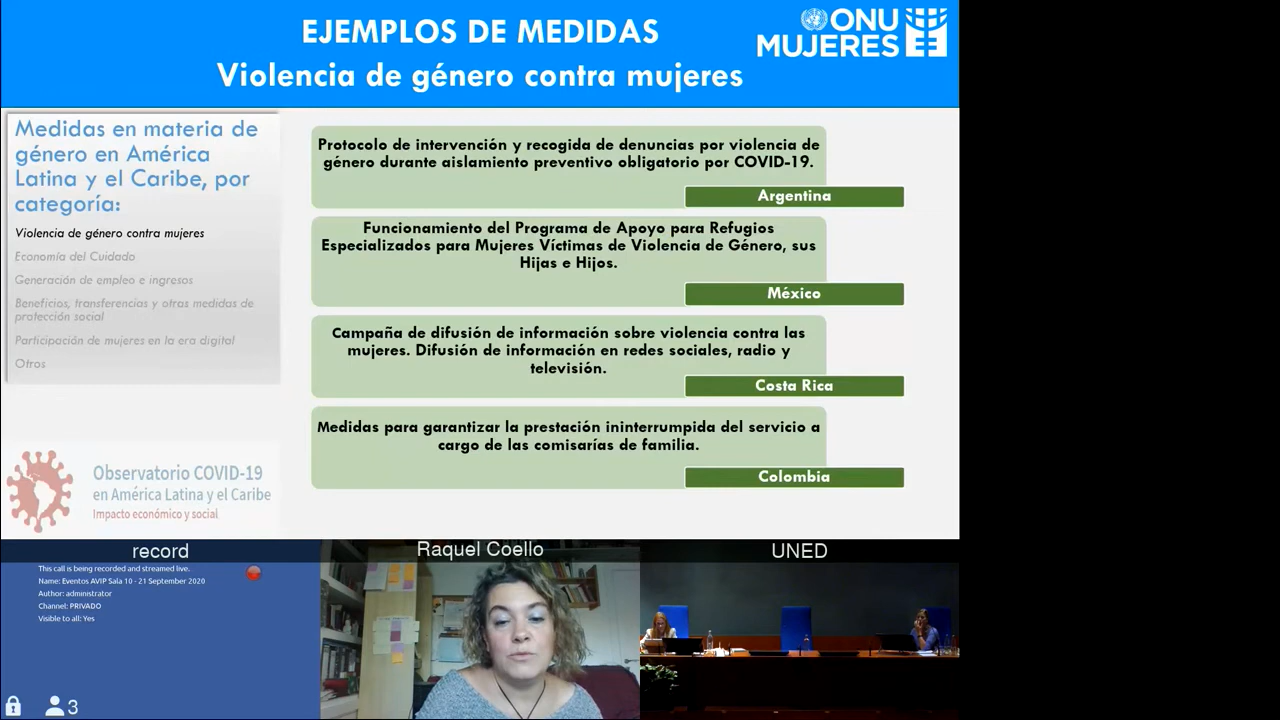 EJEMPLOS DE MEDIDAS
Violencia de género contra mujeres
ONU
MUJERES
Medidas en materia de
género en América
Latina y el Caribe, por
categoría:
Violencia de género contra mujeres
Economía del Cuidado
Generación de empleo e ingresos
Beneficios, transferencias y otras medidas de
protección social
Participación de mujeres en la era digital
Otros
Observatorio COVID-19
en América Latina y el Caribe
Impacto económico y social
Protocolo de intervención y recogida de denuncias por violencia de
género durante aislamiento preventivo obligatorio por COVID-19.
Argentina
Funcionamiento del Programa de Apoyo para Refugios
Especializados para Mujeres Víctimas de Violencia de Género, sus
Hijas e Hijos.
México
Campaña de difusión de información sobre violencia contra las
mujeres. Difusión de información en redes sociales, radio y
televisión.
Costa Rica
Medidas para garantizar la prestación ininterrumpida del servicio a
cargo de las comisarías de familia.
Colombia
record
This call is being recorded and streamed live.
Name: Eventos AVIP Sala 10 - 21 September 2020
Author: administrator
Channel: PRIVADO
Visible to all: Yes
3
Raquel Coello
UNED